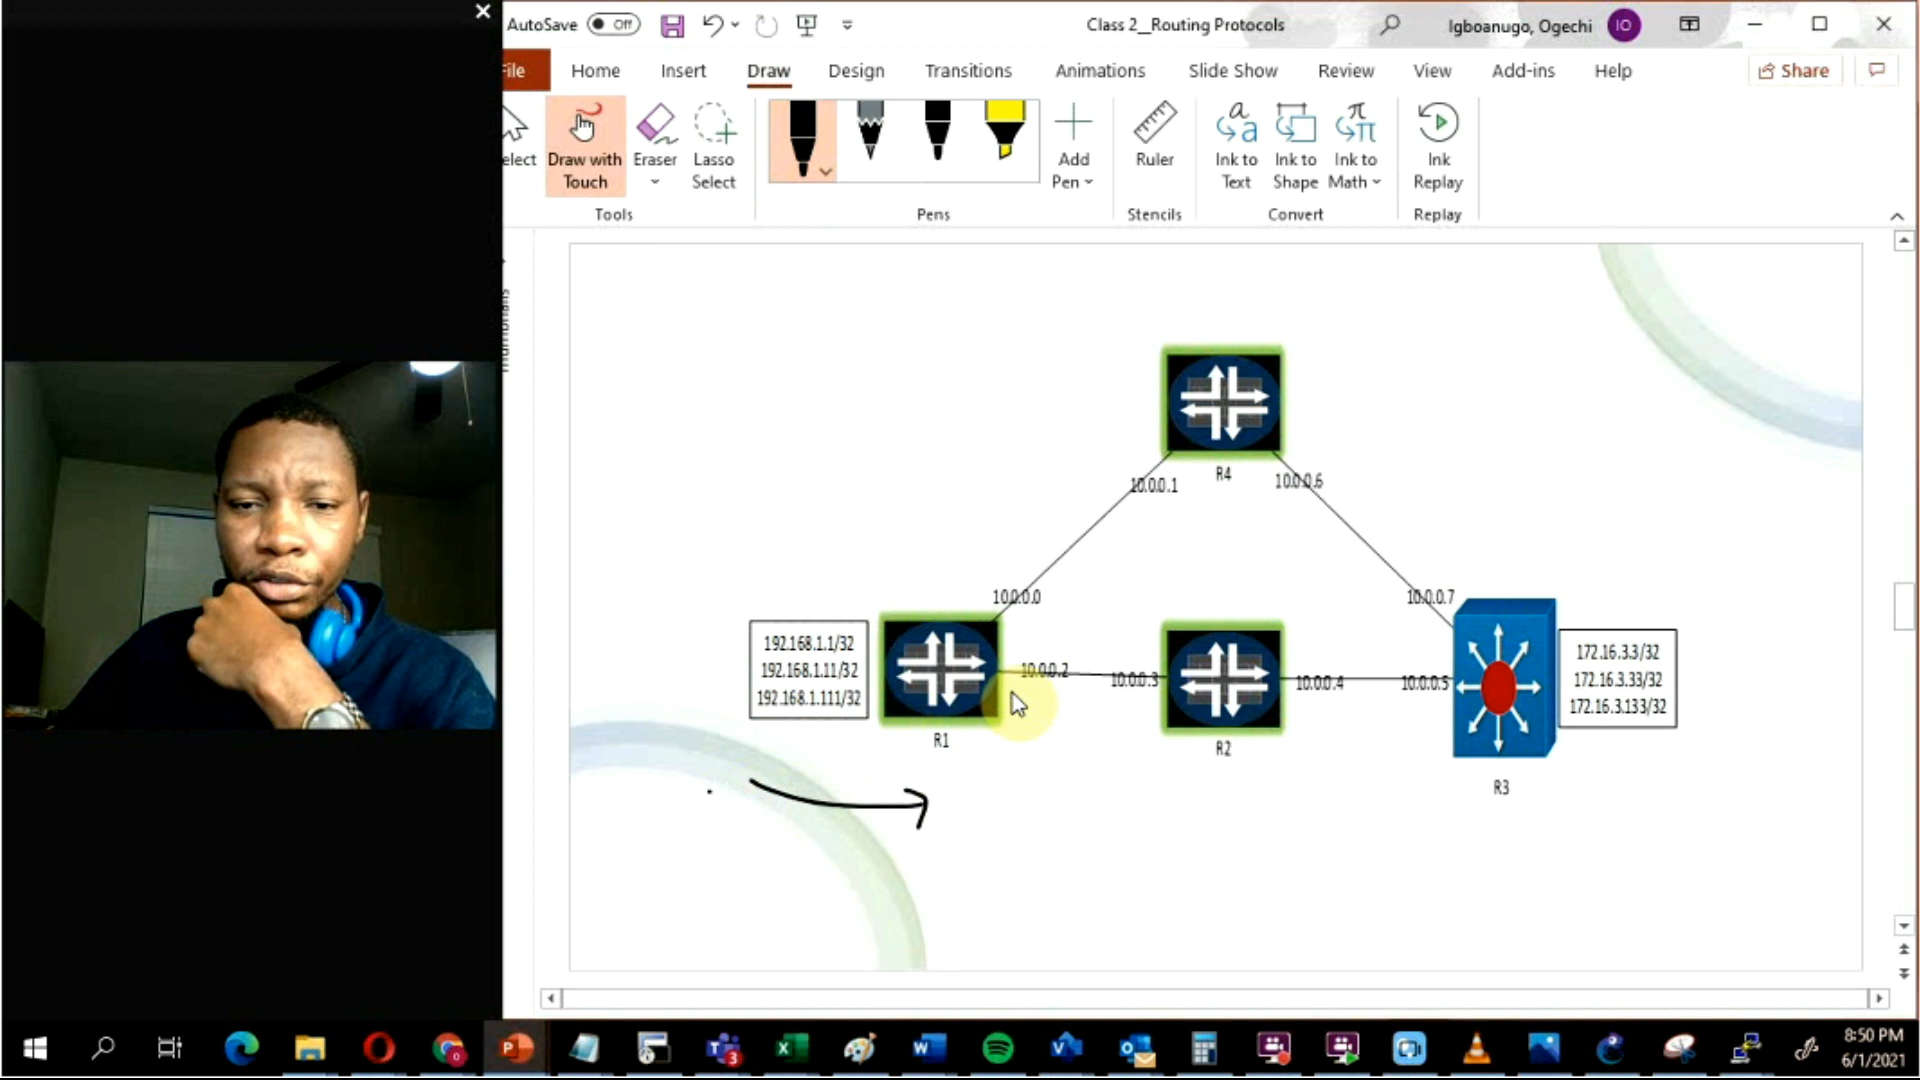 AutoSave Off
Class 2__Routing Protocols
Igboanugo, Ogechi IO
File Home Insert Draw Design Transitions Animations Slide Show Review View Add-ins Help Share
elect
Draw with
Touch
Eraser
Lasso
Select
Add
Pen
Ruler
Ink to
Text
Ink to
Shape
Ink to
Math
Ink
Replay
Tools
Pens
Stencils
Convert
Replay
R4
10.0.0.1
10.0.0.6
10.0.0.0
10.0.0.7
192.168.1.1/32
192.168.1.11/32
192.168.1.111/32
10.0.0.2
10.0.0.3
10.0.0.4
10.0.0.5
172.16.3.3/32
172.16.3.33/32
172.16.3.133/32
R1
R2
R3
8:50 PM
6/1/2021